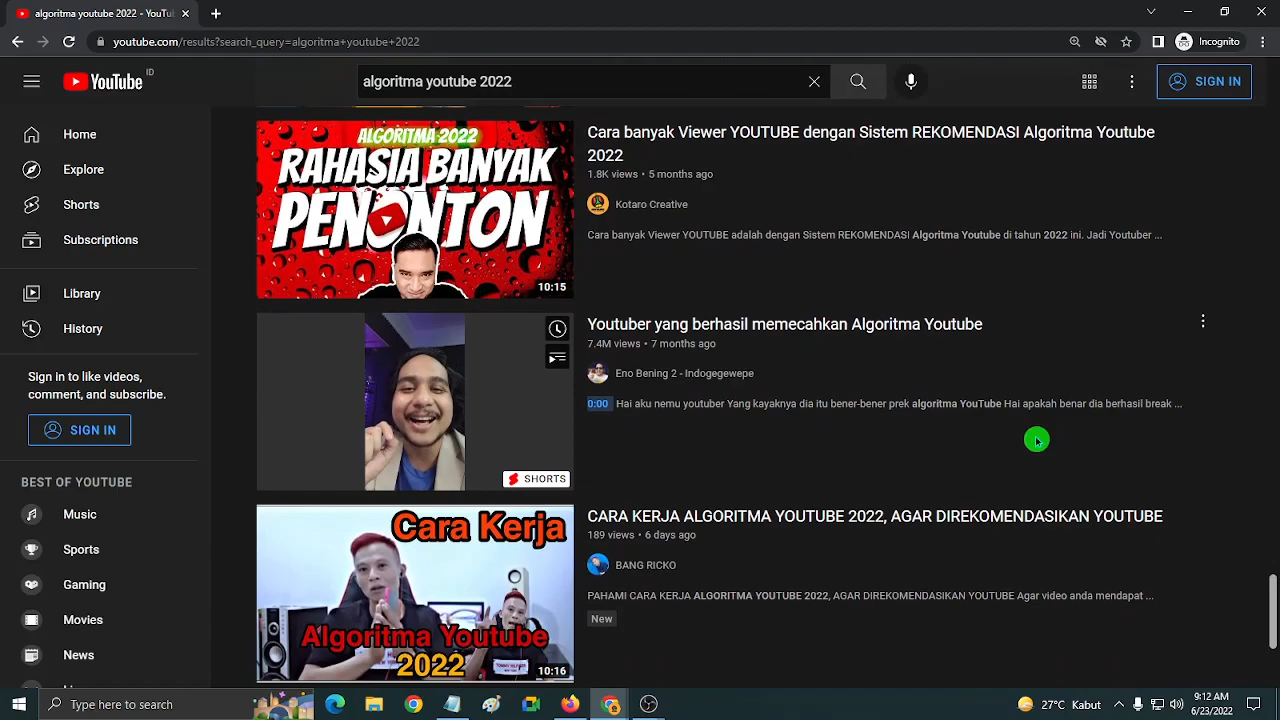 algoritma youtube 2022 - YouTub
youtube.com/results?search_query=algoritma+youtube+2022
Incognito
YouTube
ID
algoritma youtube 2022
SIGN IN
Home
Explore
Shorts
Subscriptions
Library
History
Sign in to like videos,
comment, and subscribe.
SIGN IN
BEST OF YOUTUBE
Music
Sports
Gaming
Movies
News
ALGORITMA 2022
RAHASIA BANYAK
PENONTON
10:15
Cara banyak Viewer YOUTUBE dengan Sistem REKOMENDASI Algoritma Youtube
2022
1.8K views • 5 months ago
Kotaro Creative
Cara banyak Viewer YOUTUBE adalah dengan Sistem REKOMENDASI Algoritma Youtube di tahun 2022 ini. Jadi Youtuber ...
SHORTS
Youtuber yang berhasil memecahkan Algoritma Youtube
7.4M views • 7 months ago
Eno Bening 2 - Indogegewepe
0:00 Hai aku nemu youtuber Yang kayaknya dia itu bener-bener prek algoritma YouTube Hai apakah benar dia berhasil break ...
Cara Kerja
Algoritma Youtube
2022
10:16
CARA KERJA ALGORITMA YOUTUBE 2022, AGAR DIREKOMENDASIKAN YOUTUBE
189 views • 6 days ago
BANG RICKO
PAHAMI CARA KERJA ALGORITMA YOUTUBE 2022, AGAR DIREKOMENDASIKAN YOUTUBE Agar video anda mendapat ...
New
Type here to search
27°C Kabut
9:12 AM
6/23/2022